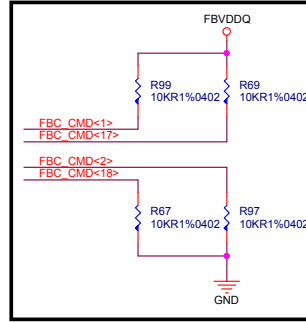 FBVDDQ
R99
10KR1%0402
R69
10KR1%0402
FBC_CMD<1>
FBC_CMD<17>
FBC_CMD<2>
FBC_CMD<18>
R67
10KR1%0402
R97
10KR1%0402
GND